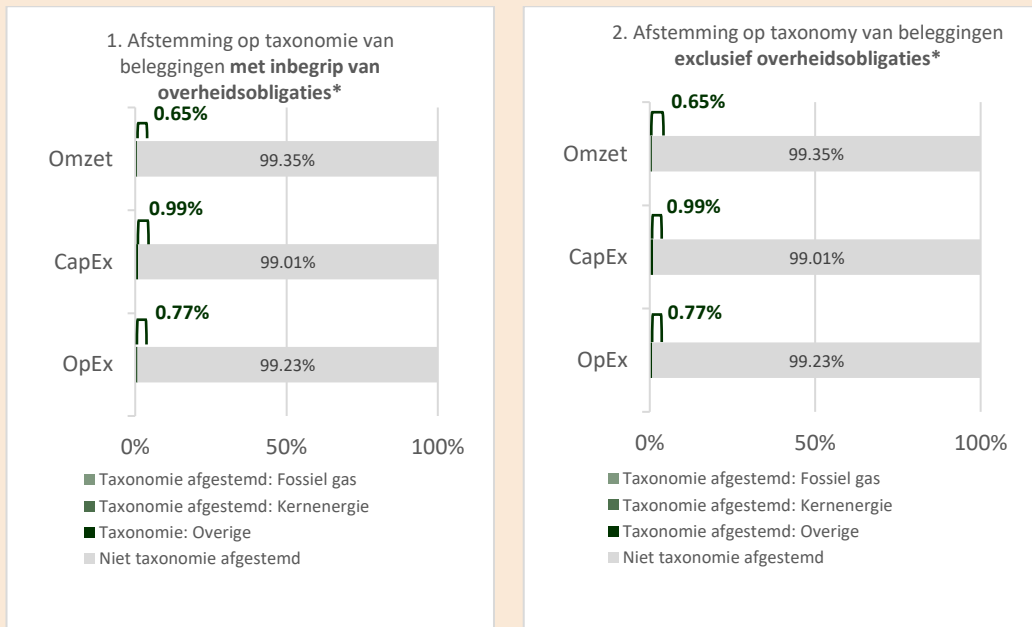 1. Afstemming op taxonomie van
beleggingen met inbegrip van
overheidsobligaties*
0.65%
Omzet
99.35%
0.99%
CapEx
99.01%
0.77%
OpEx
99.23%
0%
50%
100%
Taxonomie afgestemd: Fossiel gas
Taxonomie afgestemd: Kernenergie
Taxonomie: Overige
Niet taxonomie afgestemd
2. Afstemming op taxonomy van beleggingen
exclusief overheidsobligaties*
0.65%
Omzet
99.35%
0.99%
CapEx
99.01%
0.77%
OpEx
99.23%
0%
50%
100%
Taxonomie afgestemd: Fossiel gas
Taxonomie afgestemd: Kernenergie
Taxonomie afgestemd: Overige
Niet taxonomie afgestemd